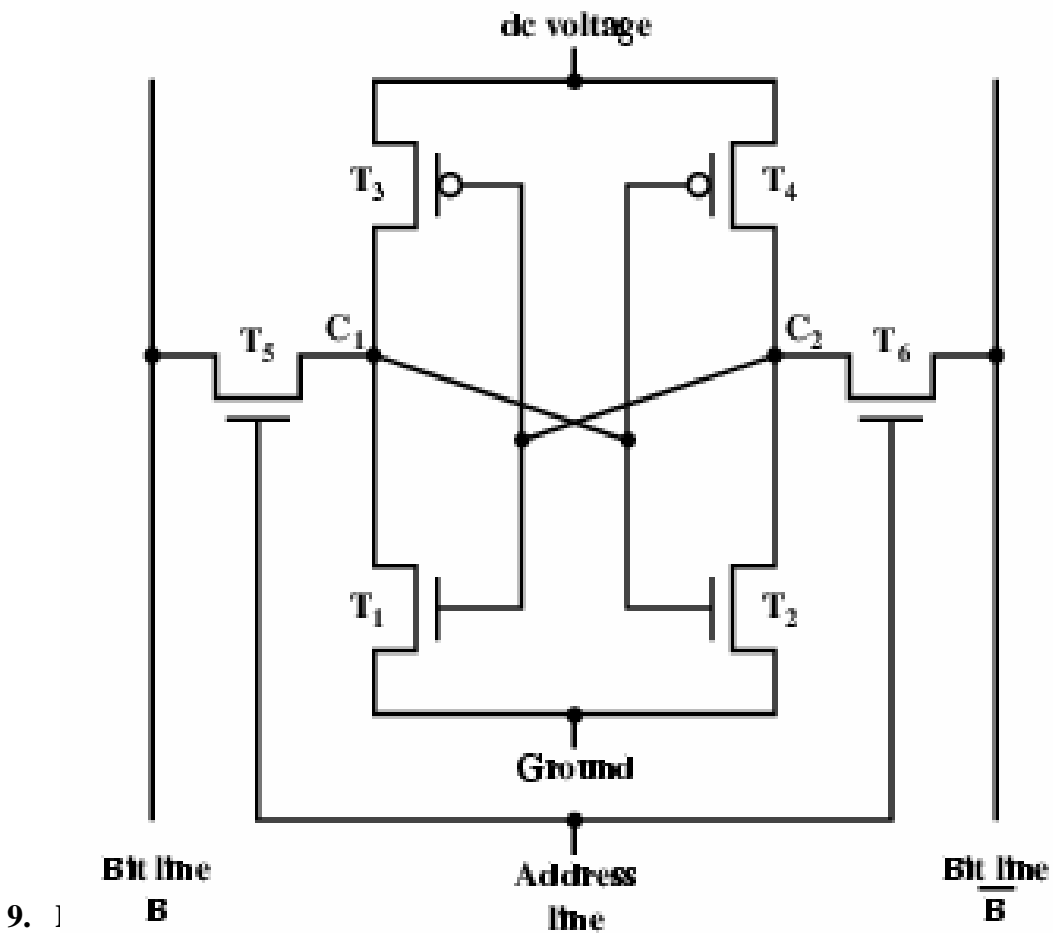 dc voltage
T3 T4
T5 C1 C2 T6
T1 T2
Ground
Bit line Address Bit line
9. B line B̅